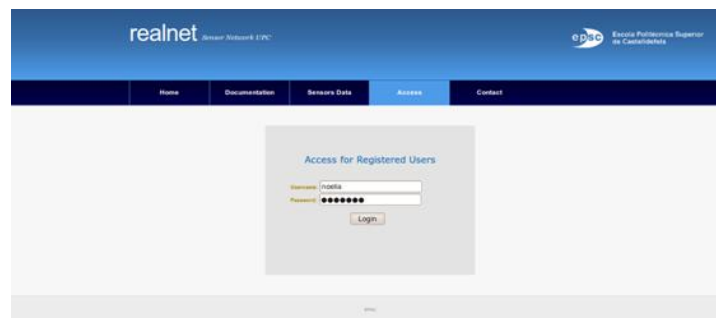 realnet Sensor Network UPC
epsc Escola Politècnica Superior
de Castelldefels
Home Documentation Sensors Data Access Contact
Access for Registered Users
Username: noelia
Password: ●●●●●●●
Login